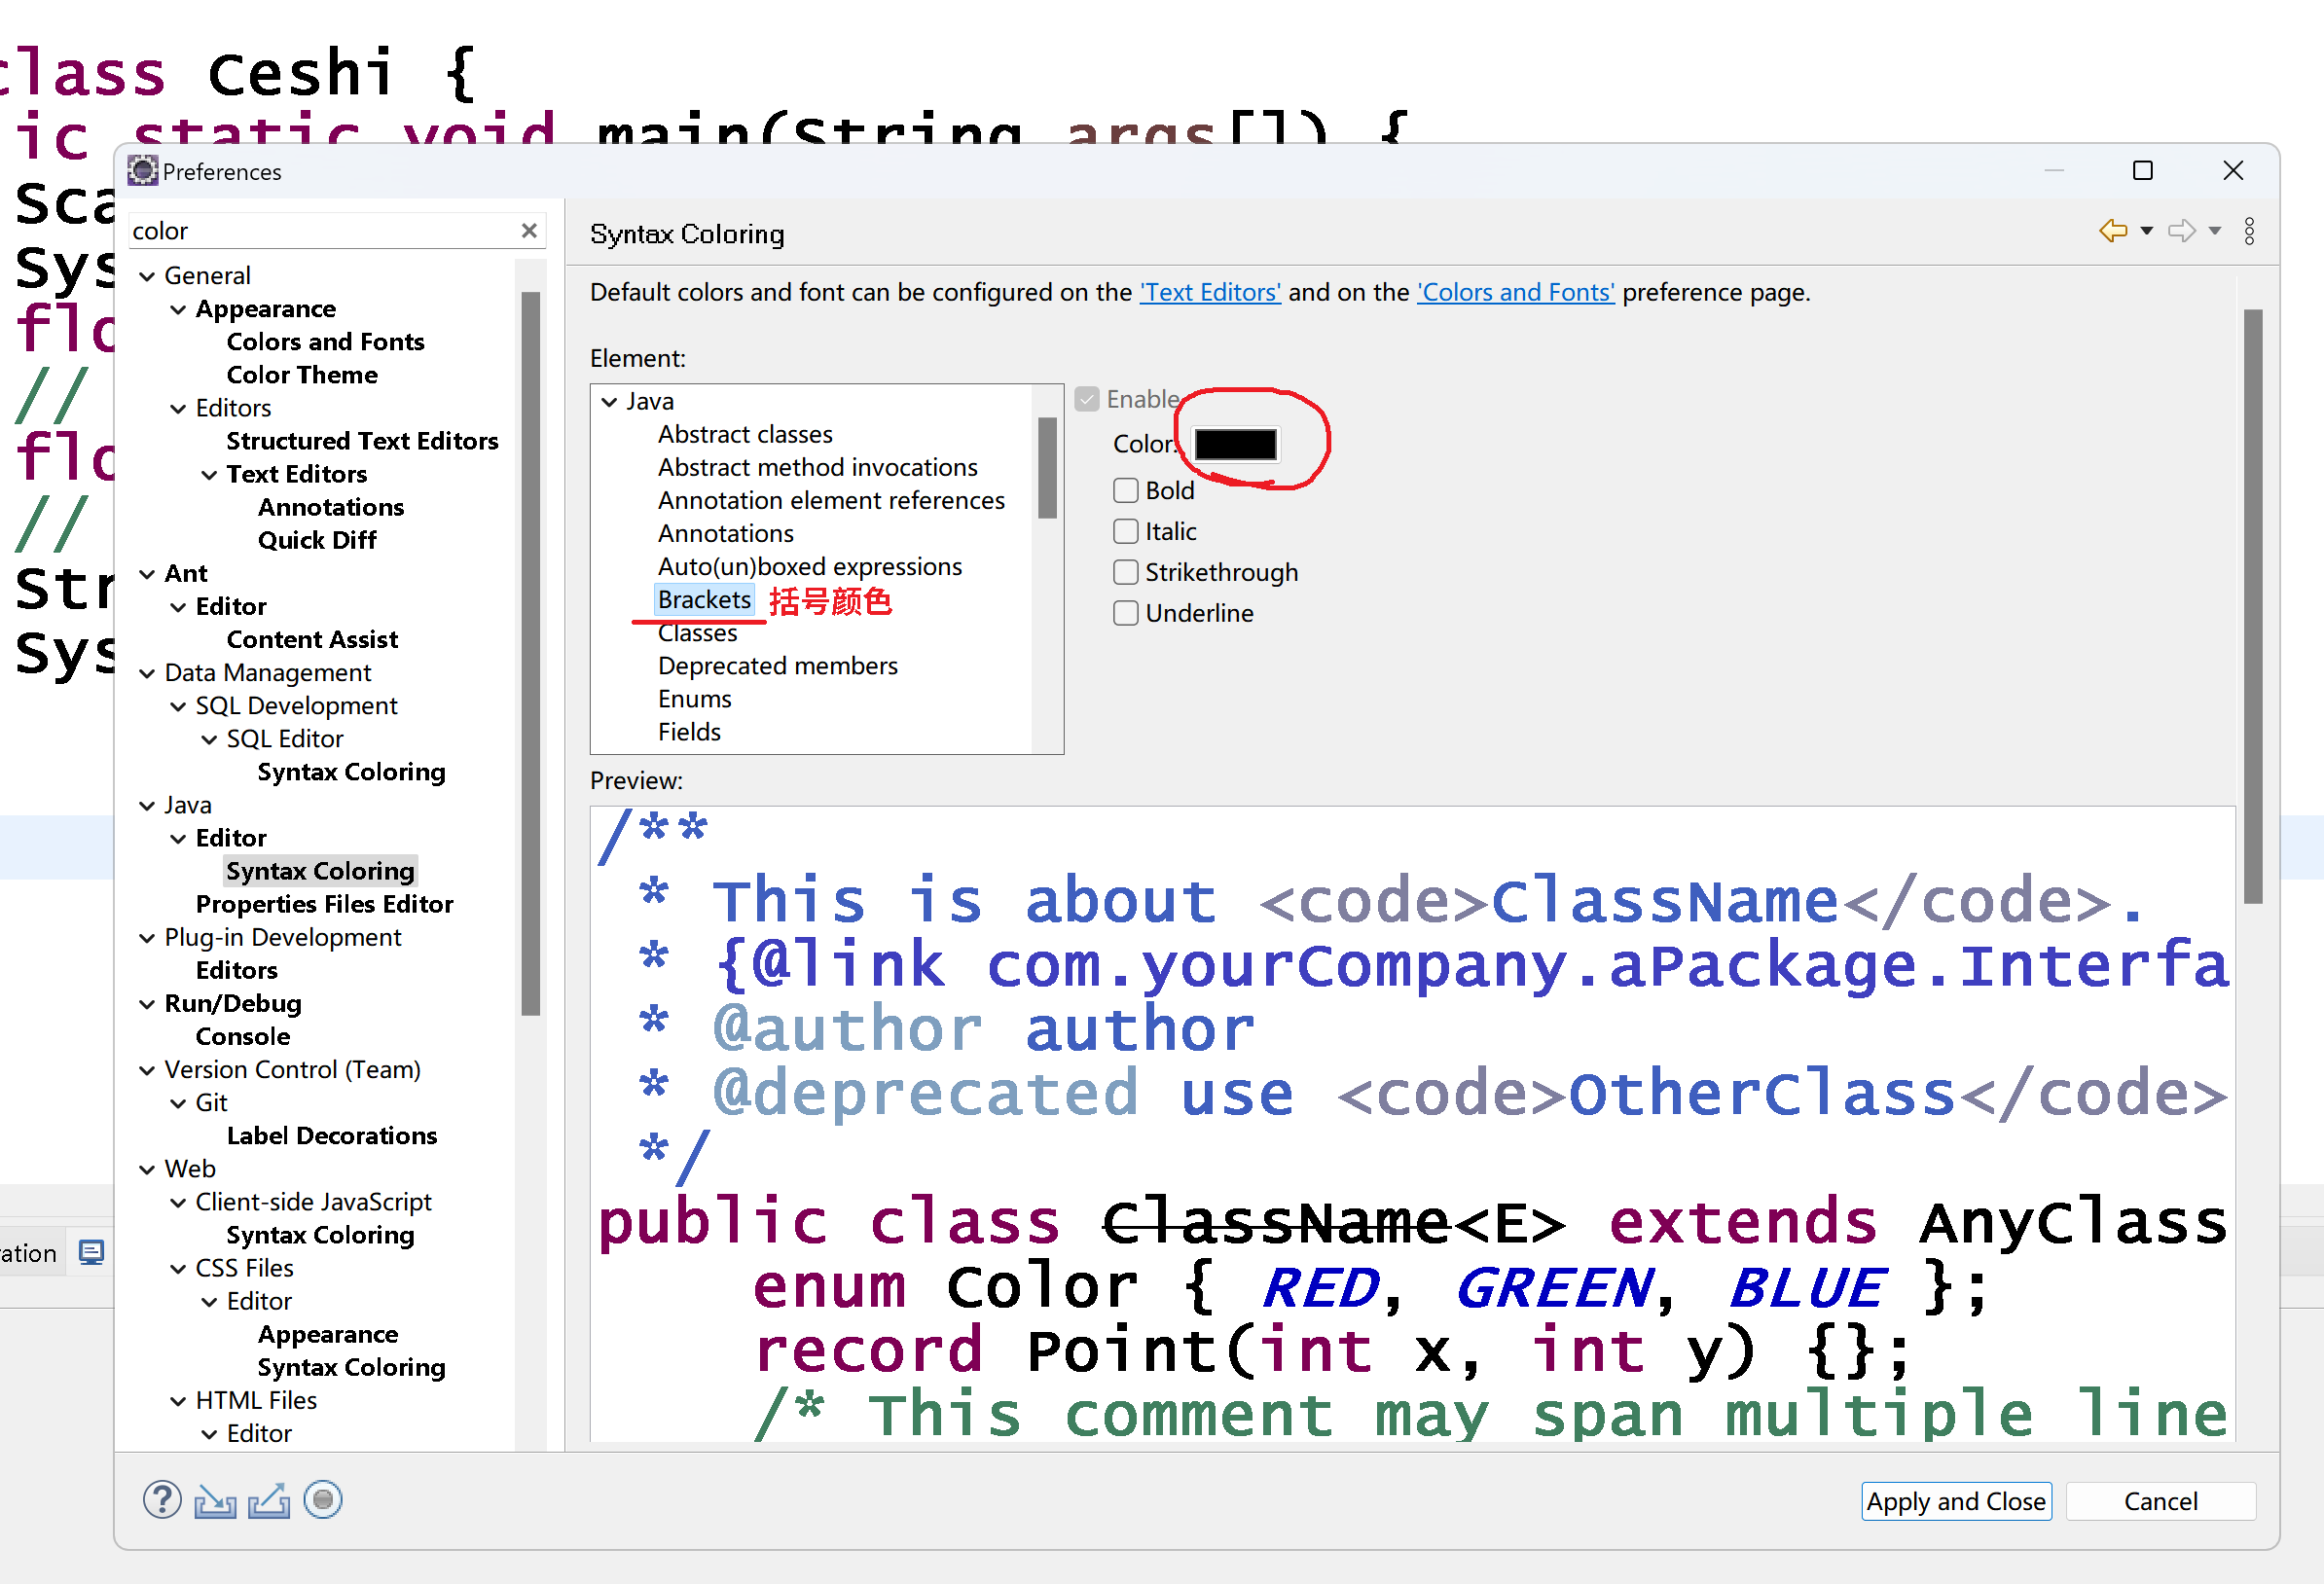 class Ceshi {
ic static void main(String args[]) {
Preferences
Sca
Sys
flo
//
flo
//
Str
Sys
color
General
Appearance
Colors and Fonts
Color Theme
Editors
Structured Text Editors
Text Editors
Annotations
Quick Diff
Ant
Editor
Content Assist
Data Management
SQL Development
SQL Editor
Syntax Coloring
Java
Editor
Syntax Coloring
Properties Files Editor
Plug-in Development
Editors
Run/Debug
Console
Version Control (Team)
Git
Label Decorations
Web
Client-side JavaScript
Syntax Coloring
CSS Files
Editor
Appearance
Syntax Coloring
HTML Files
Editor
Syntax Coloring
Default colors and font can be configured on the 'Text Editors' and on the 'Colors and Fonts' preference page.
Element:
Java
Abstract classes
Abstract method invocations
Annotation element references
Annotations
Auto(un)boxed expressions
Brackets 括号颜色
Classes
Deprecated members
Enums
Fields
Enable
Color:
Bold
Italic
Strikethrough
Underline
Preview:
/**
* This is about <code>ClassName</code>.
* {@link com.yourCompany.aPackage.Interfa
* @author author
* @deprecated use <code>OtherClass</code>
*/
public class ClassName<E> extends AnyClass
enum Color { RED, GREEN, BLUE };
record Point(int x, int y) {};
/* This comment may span multiple line
ration
Apply and Close
Cancel